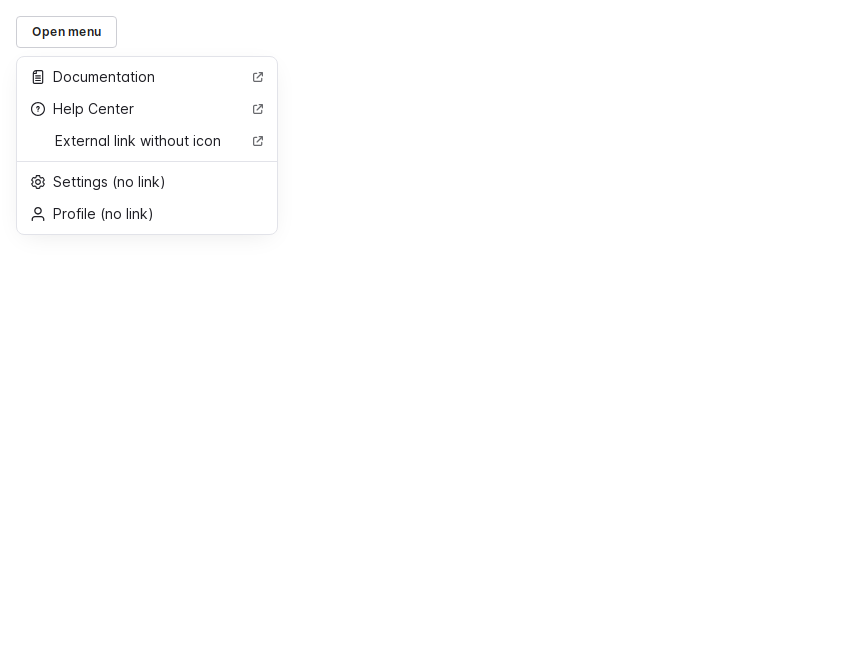 Open menu
Documentation
Help Center
External link without icon
Settings (no link)
Profile (no link)